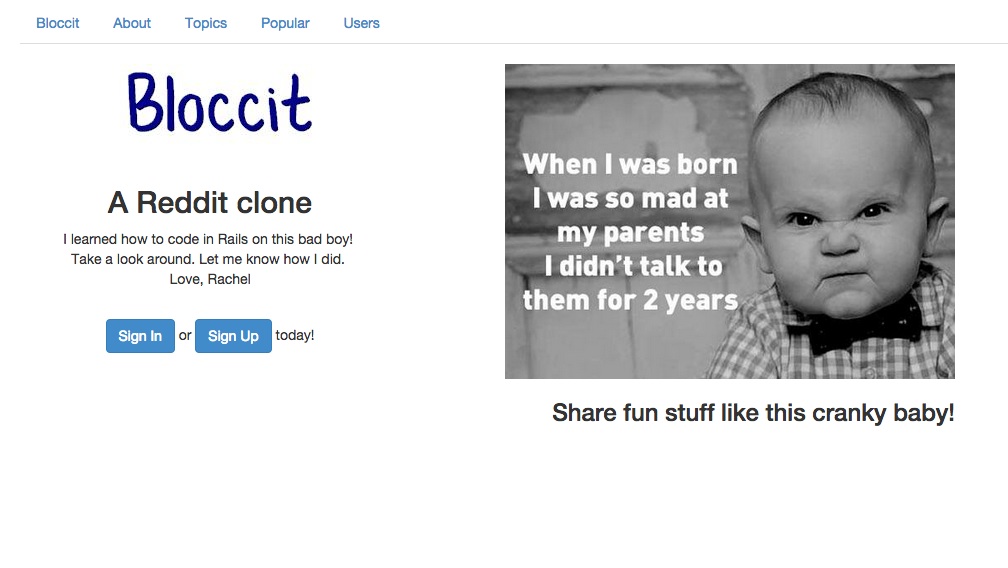 Bloccit About Topics Popular Users
Bloccit
A Reddit clone
I learned how to code in Rails on this bad boy!
Take a look around. Let me know how I did.
Love, Rachel
Sign In or Sign Up today!
When I was born
I was so mad at
my parents
I didn't talk to
them for 2 years
Share fun stuff like this cranky baby!